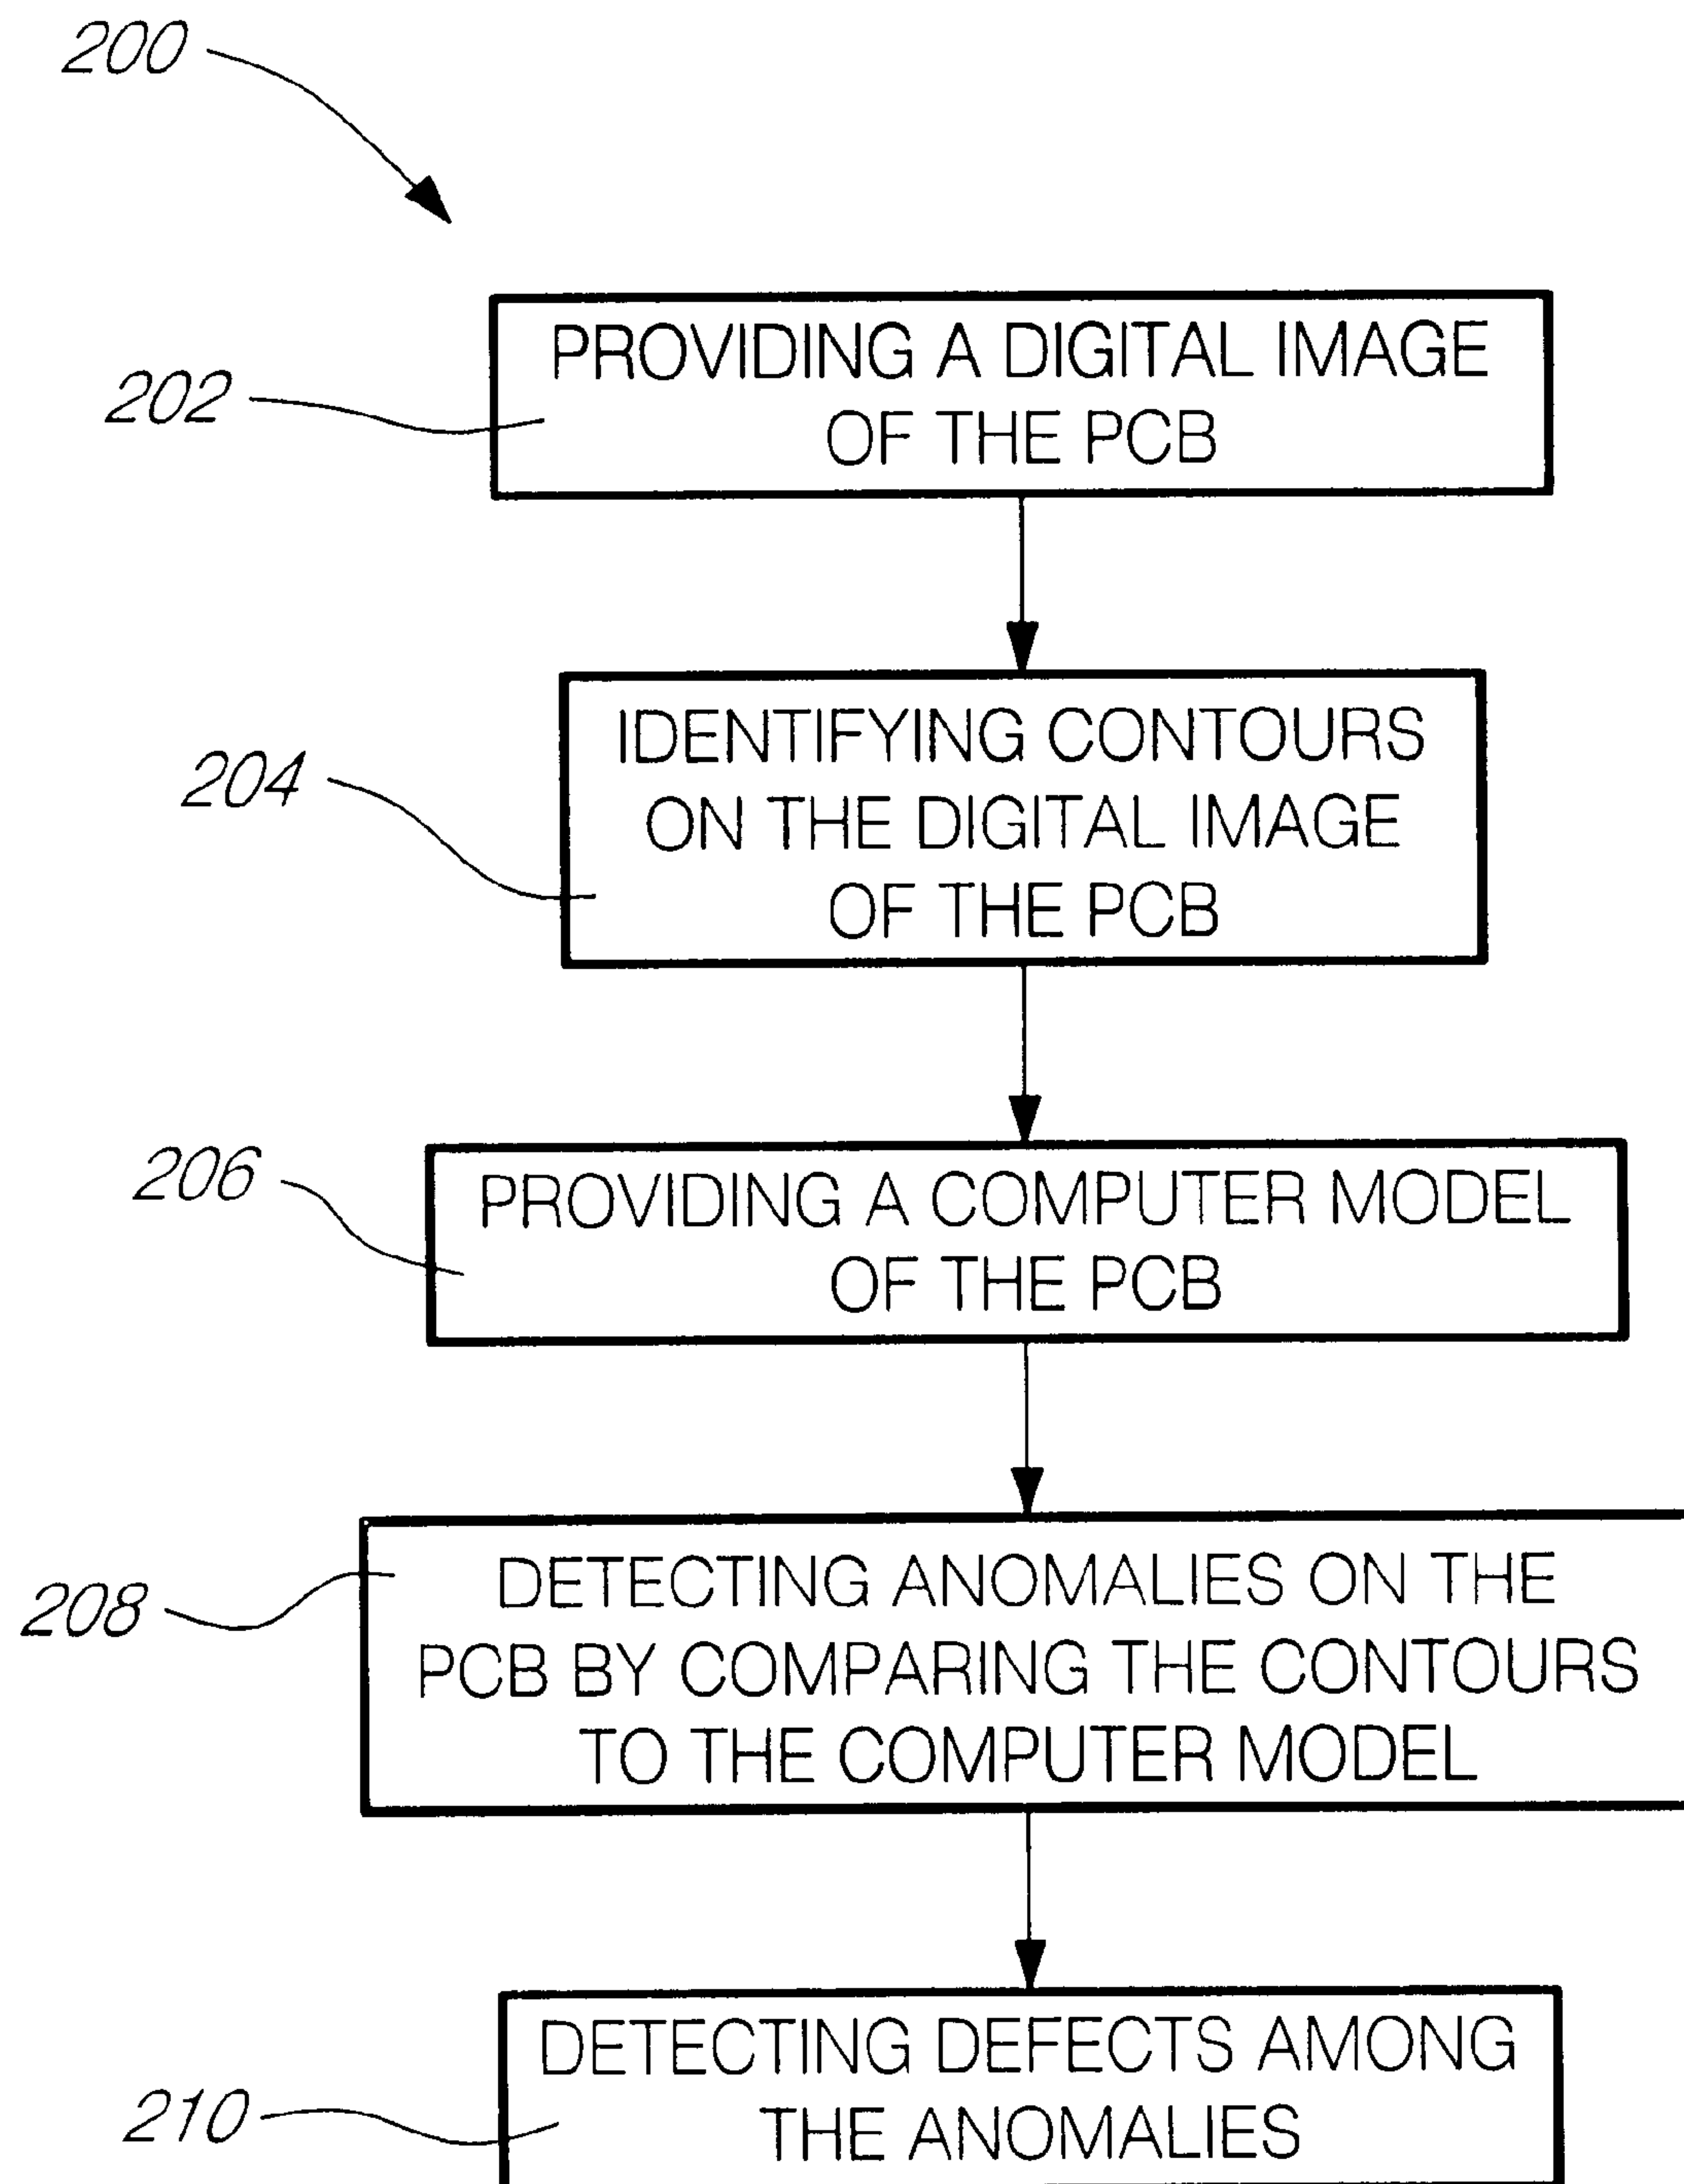 200
202
PROVIDING A DIGITAL IMAGE
OF THE PCB
204
IDENTIFYING CONTOURS
ON THE DIGITAL IMAGE
OF THE PCB
206
PROVIDING A COMPUTER MODEL
OF THE PCB
208
DETECTING ANOMALIES ON THE
PCB BY COMPARING THE CONTOURS
TO THE COMPUTER MODEL
210
DETECTING DEFECTS AMONG
THE ANOMALIES